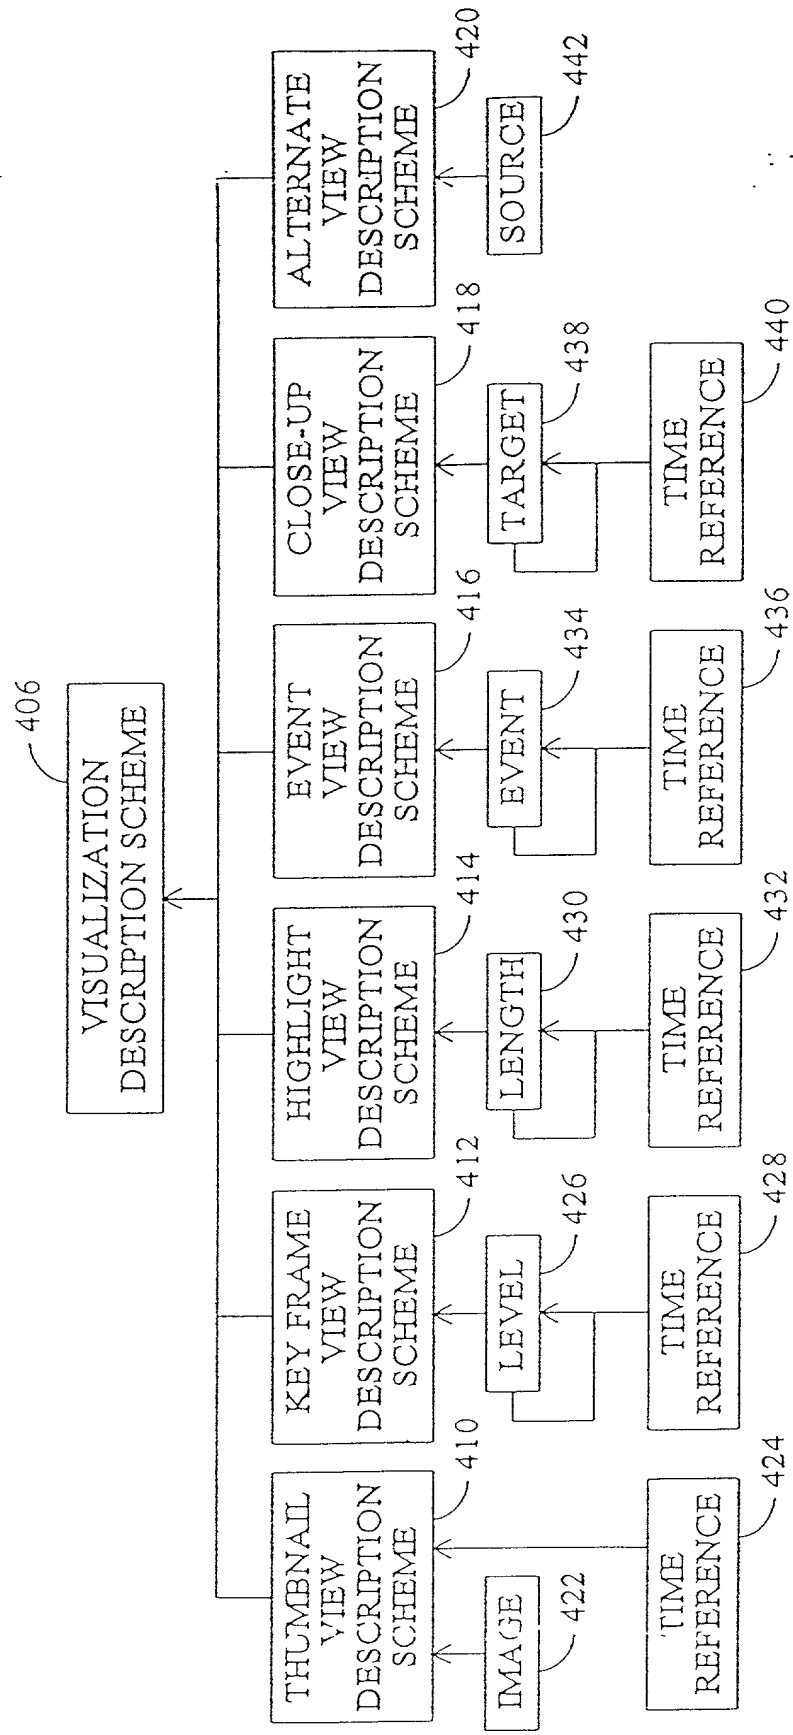 406
VISUALIZATION
DESCRIPTION SCHEME
THUMBNAIL
VIEW
DESCRIPTION
SCHEME
410
KEY FRAME
VIEW
DESCRIPTION
SCHEME
412
HIGHLIGHT
VIEW
DESCRIPTION
SCHEME
414
EVENT
VIEW
DESCRIPTION
SCHEME
416
CLOSE-UP
VIEW
DESCRIPTION
SCHEME
418
ALTERNATE
VIEW
DESCRIPTION
SCHEME
420
IMAGE
422
LEVEL
426
LENGTH
430
EVENT
434
TARGET
438
SOURCE
442
TIME
REFERENCE
424
TIME
REFERENCE
428
TIME
REFERENCE
432
TIME
REFERENCE
436
TIME
REFERENCE
440